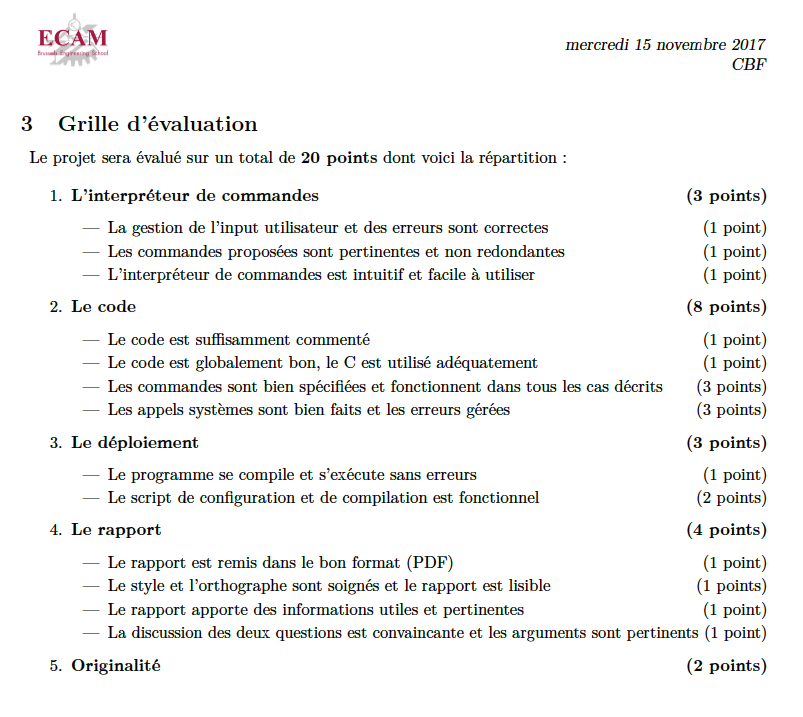 ECAM
Brussels Engineering School
mercredi 15 novembre 2017
CBF
3 Grille d'évaluation
Le projet sera évalué sur un total de 20 points dont voici la répartition :
1. L'interpréteur de commandes (3 points)
— La gestion de l'input utilisateur et des erreurs sont correctes (1 point)
— Les commandes proposées sont pertinentes et non redondantes (1 point)
— L'interpréteur de commandes est intuitif et facile à utiliser (1 point)
2. Le code (8 points)
— Le code est suffisamment commenté (1 point)
— Le code est globalement bon, le C est utilisé adéquatement (1 point)
— Les commandes sont bien spécifiées et fonctionnent dans tous les cas décrits (3 points)
— Les appels systèmes sont bien faits et les erreurs gérées (3 points)
3. Le déploiement (3 points)
— Le programme se compile et s'exécute sans erreurs (1 point)
— Le script de configuration et de compilation est fonctionnel (2 points)
4. Le rapport (4 points)
— Le rapport est remis dans le bon format (PDF) (1 point)
— Le style et l'orthographe sont soignés et le rapport est lisible (1 points)
— Le rapport apporte des informations utiles et pertinentes (1 point)
— La discussion des deux questions est convaincante et les arguments sont pertinents (1 point)
5. Originalité (2 points)